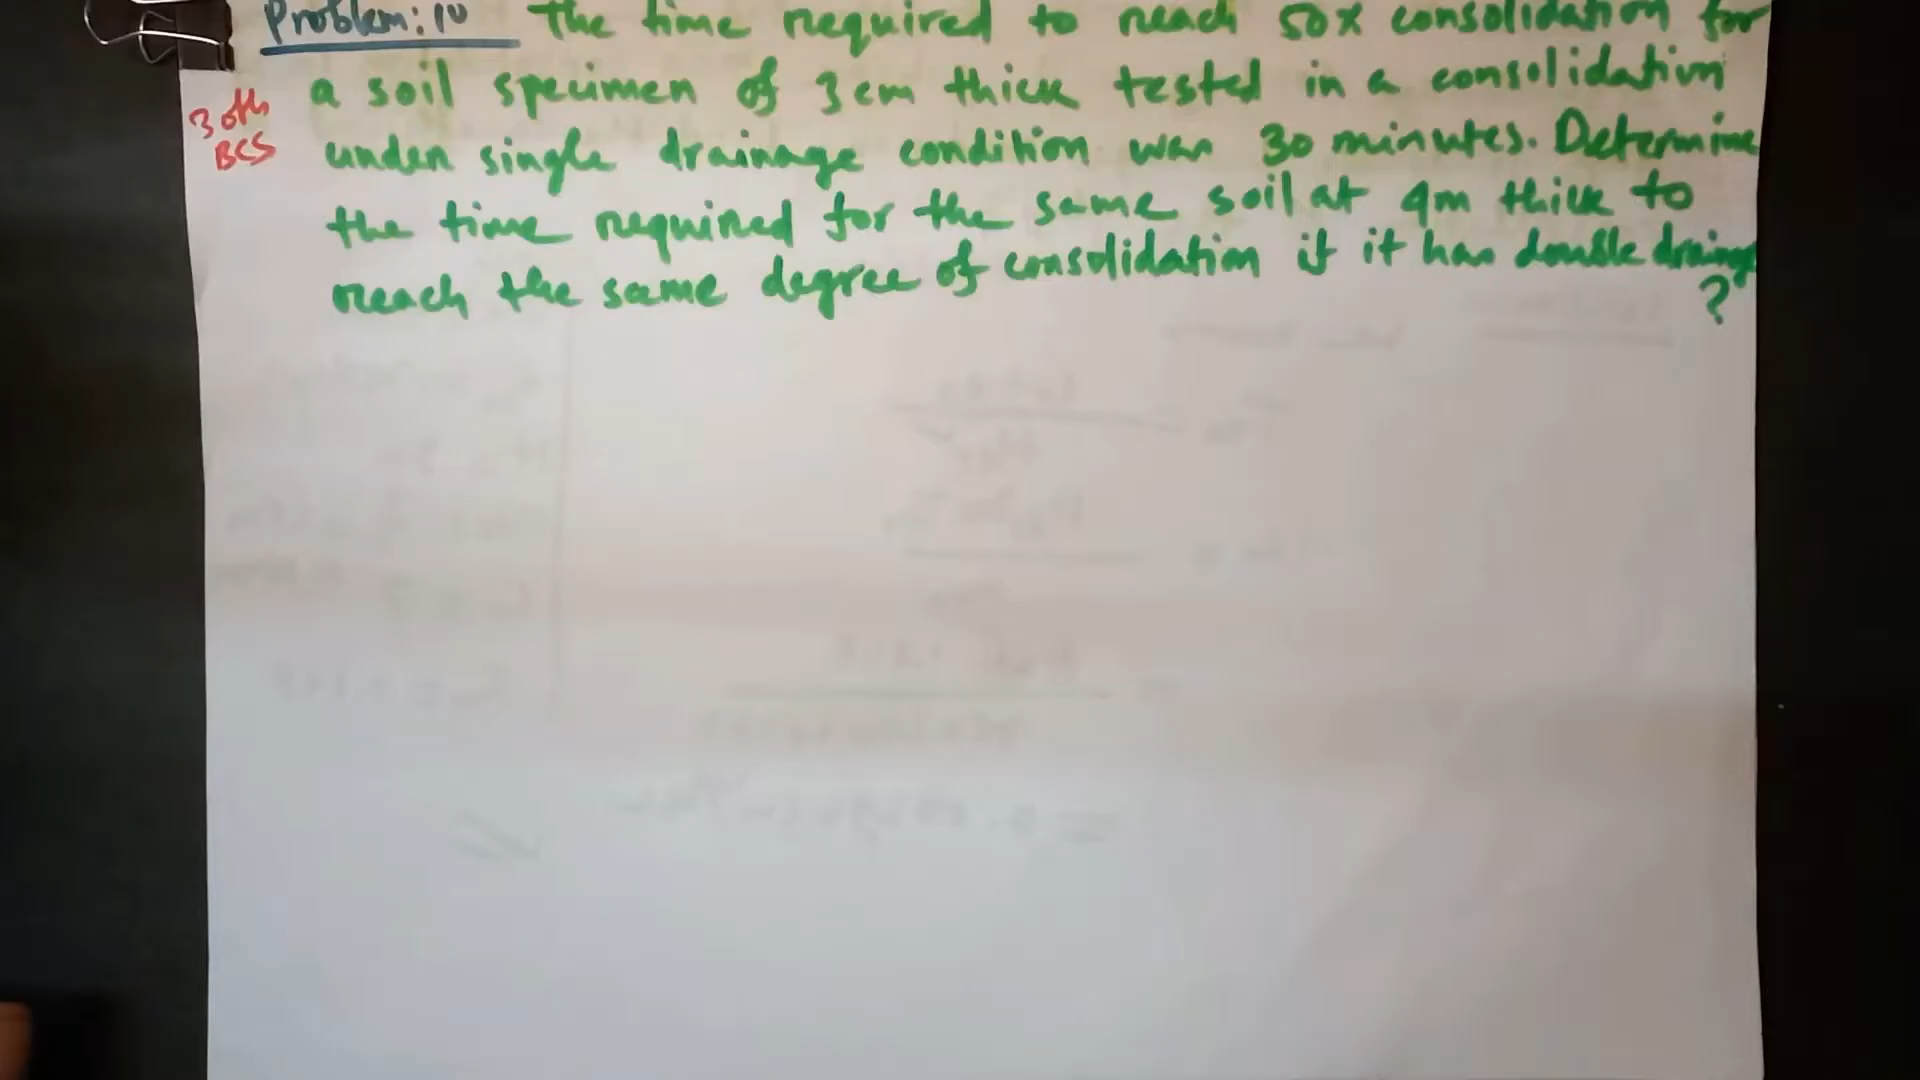 Problem: 10 The time required to reach 50% consolidation for
a soil specimen of 3 cm thick tested in a consolidation
under single drainage condition was 30 minutes. Determine
the time required for the same soil at 4m thick to
reach the same degree of consolidation if it has double drainage
?
30th
BCS